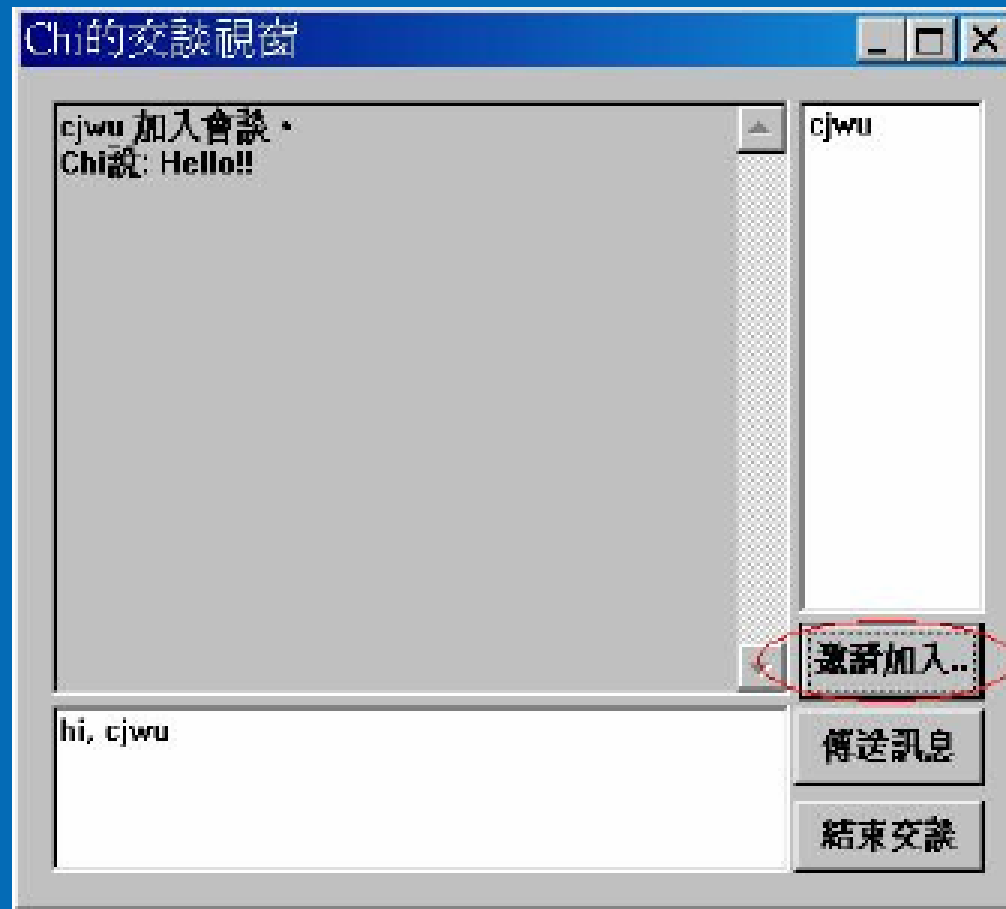 Chi的交談視窗
cjwu 加入會談。
Chi說: Hello!!
cjwu
邀請加入..
hi, cjwu
傳送訊息
結束交談